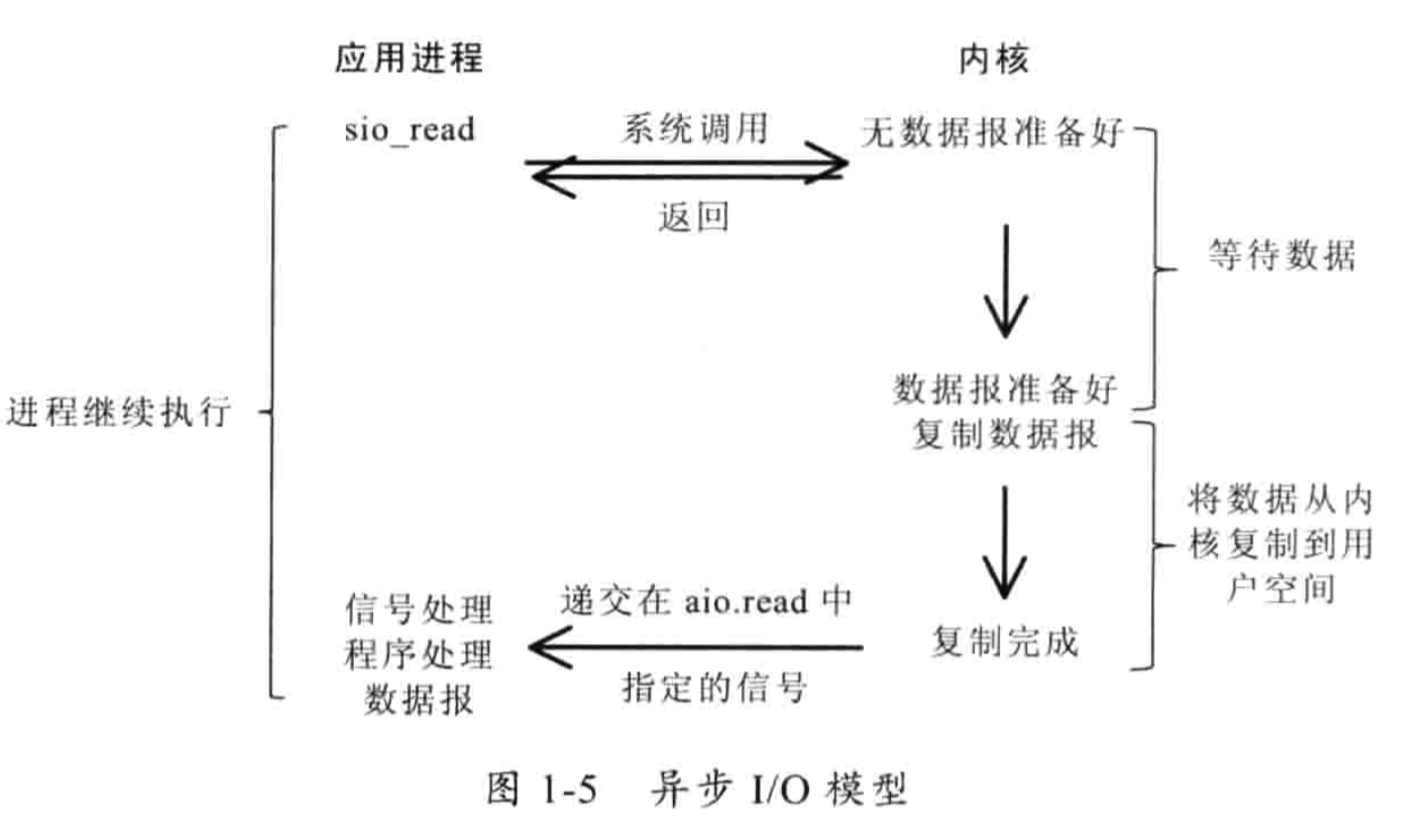 应用进程
内核
sio_read
系统调用
无数据报准备好
返回
等待数据
进程继续执行
数据报准备好
复制数据报
将数据从内
核复制到用
户空间
信号处理
程序处理
数据报
递交在 aio.read 中
指定的信号
复制完成
图 1-5 异步 I/O 模型